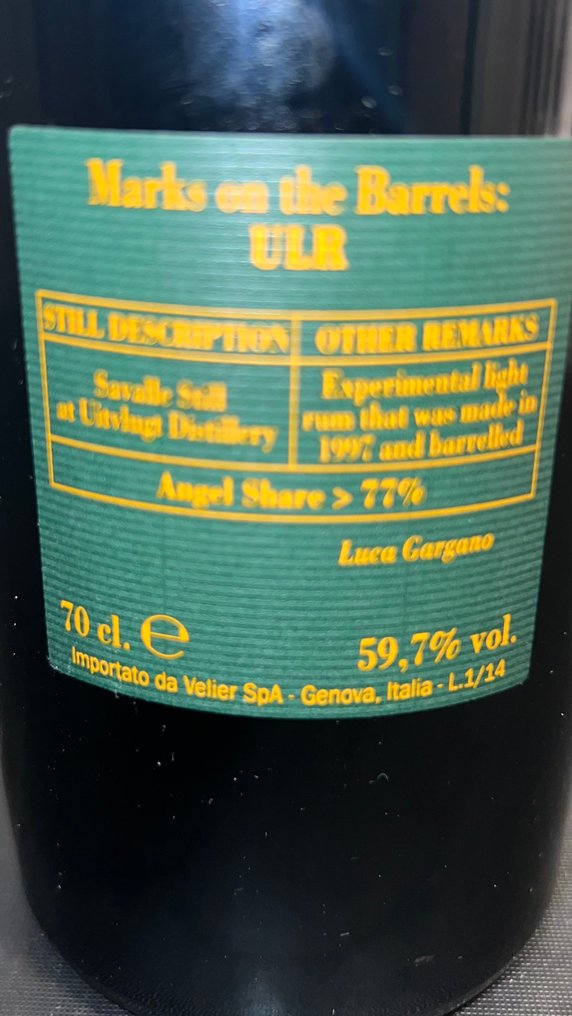 Marks on the Barrels:
ULR
STILL DESCRIPTION
OTHER REMARKS
Savalle Still
at Uitvlugt Distillery
Experimental light
rum that was made in
1997 and barrelled
Angel Share > 77%
Luca Gargano
70 cl. ℮
59,7% vol.
Importato da Velier SpA - Genova, Italia - L.1/14